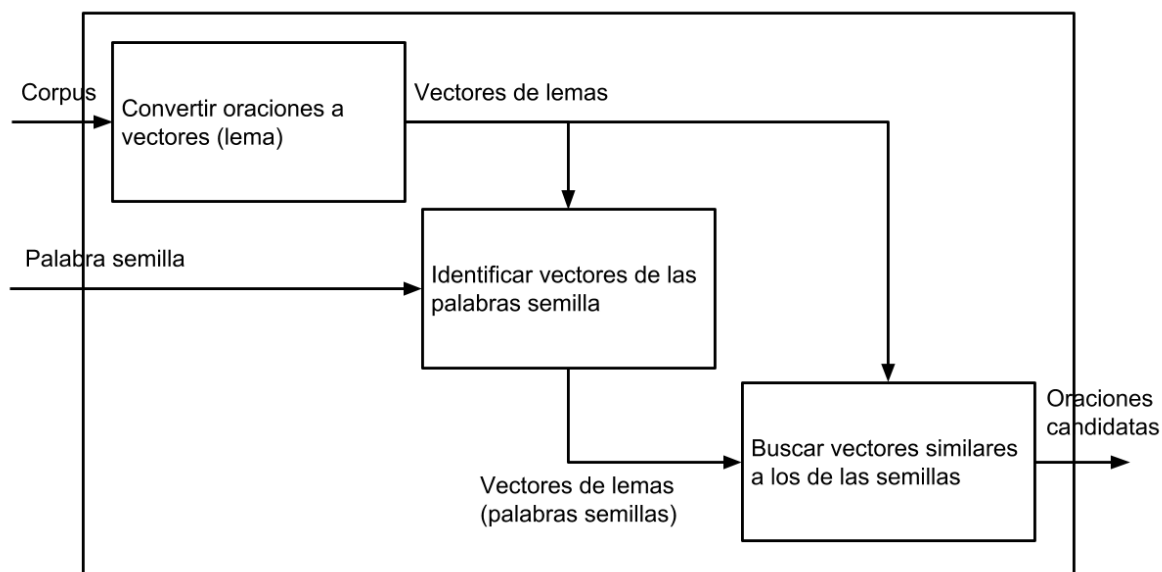 Corpus
Convertir oraciones a
vectores (lema)
Vectores de lemas
Palabra semilla
Identificar vectores de las
palabras semilla
Vectores de lemas
(palabras semillas)
Buscar vectores similares
a los de las semillas
Oraciones
candidatas